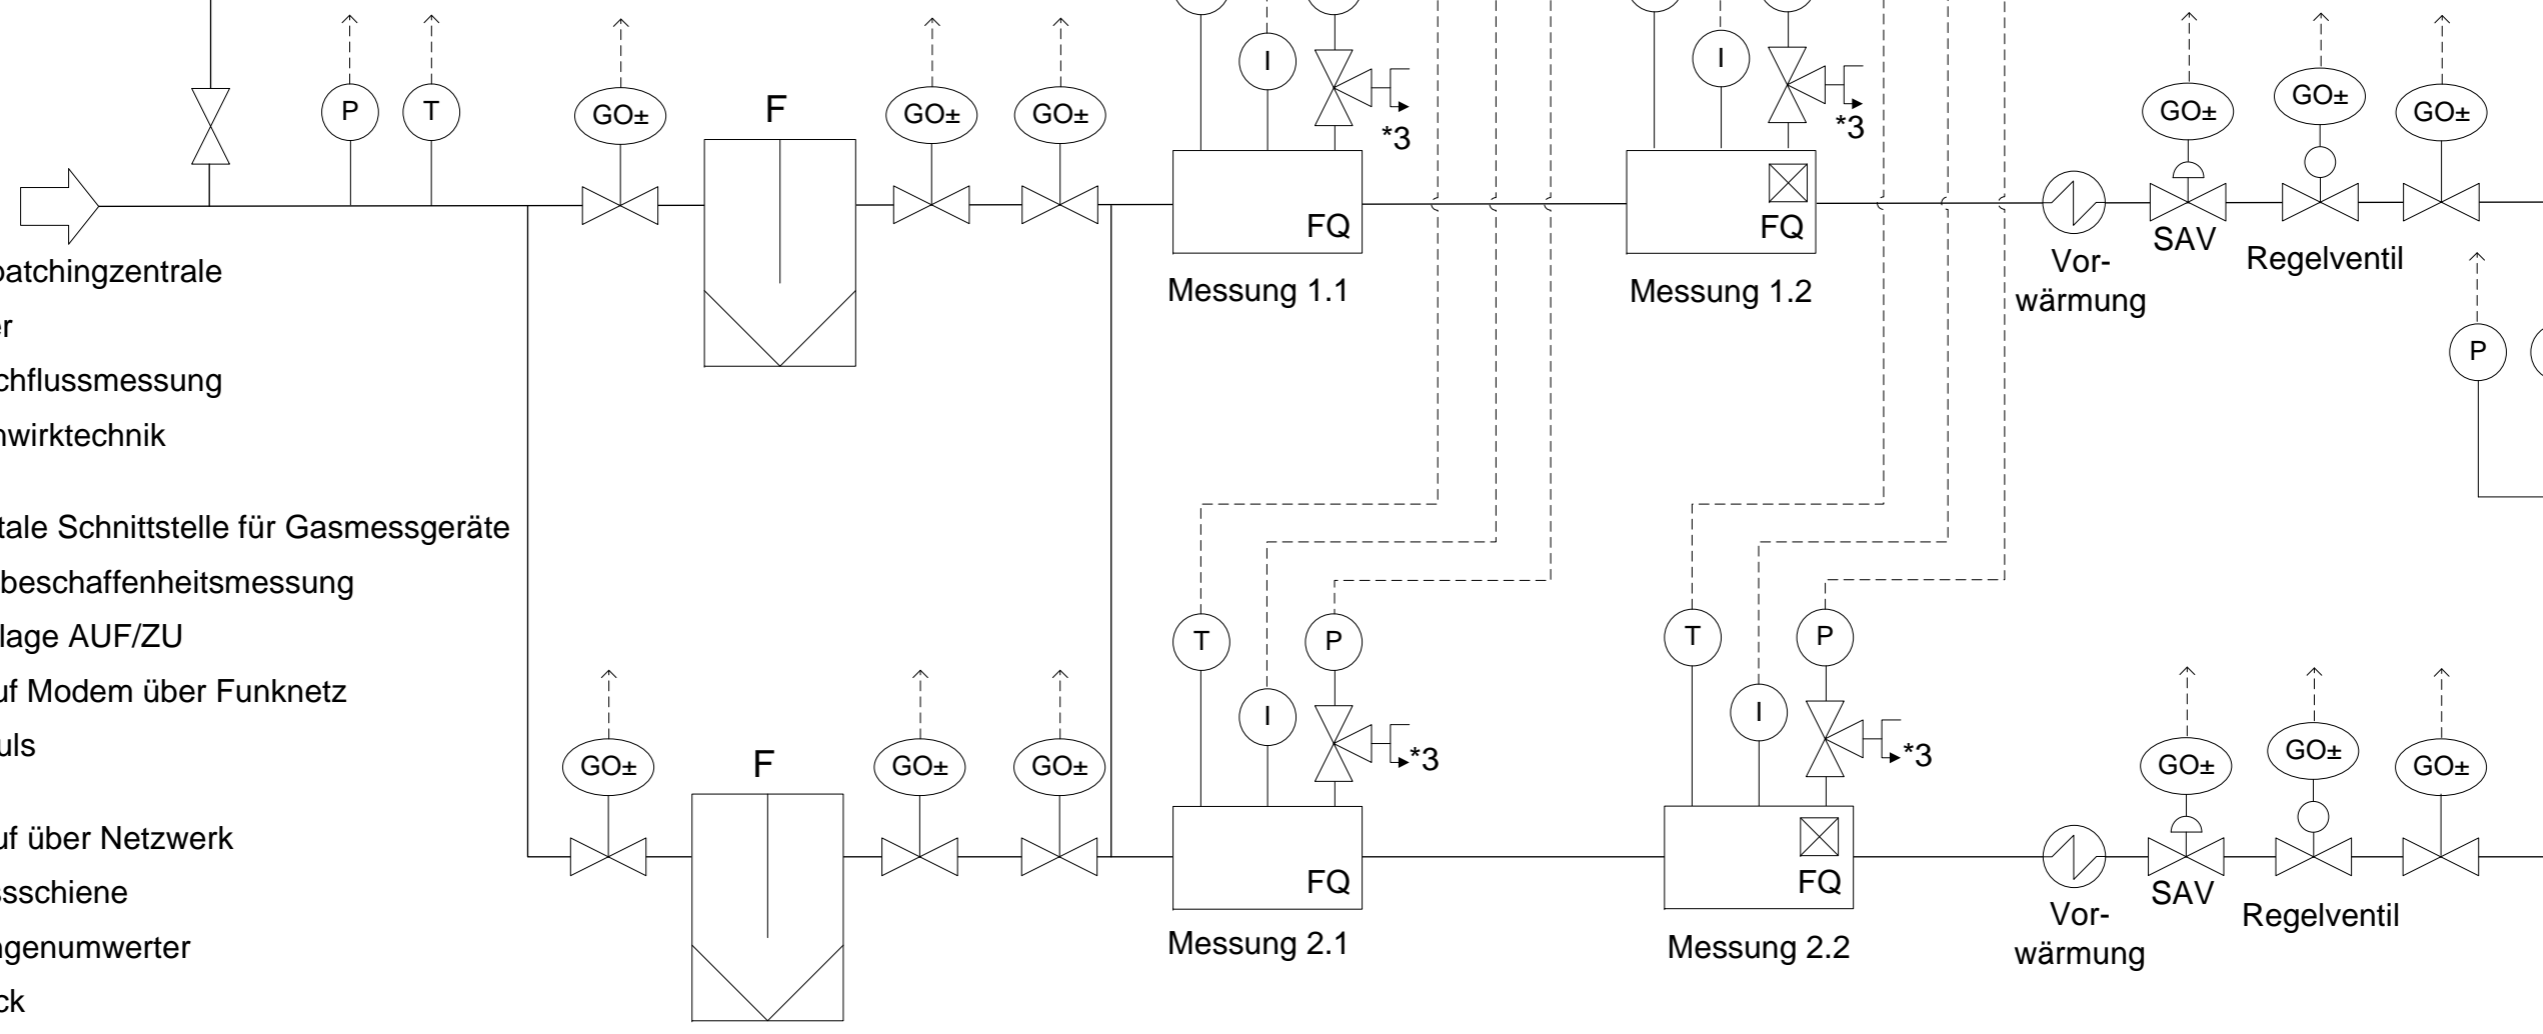 I
I
P
T
GO±
F
GO±
GO±
*3
*3
GO±
GO±
GO±
FQ
FQ
SAV
Regelventil
Messung 1.1
Messung 1.2
Vor-
wärmung
P
patchingzentrale
er
chflussmessung
nwirktechnik
tale Schnittstelle für Gasmessgeräte
beschaffenheitsmessung
lage AUF/ZU
uf Modem über Funknetz
uls
uf über Netzwerk
ssschiene
ngenumwerter
ck
T
P
T
P
I
I
*3
*3
GO±
F
GO±
GO±
GO±
GO±
GO±
FQ
FQ
SAV
Regelventil
Messung 2.1
Messung 2.2
Vor-
wärmung